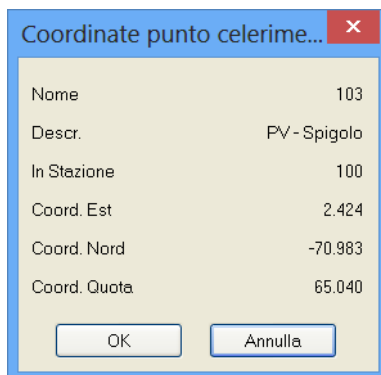 Coordinate punto celerime... ×
Nome 103
Descr. PV - Spigolo
In Stazione 100
Coord. Est 2.424
Coord. Nord -70.983
Coord. Quota 65.040
OK Annulla